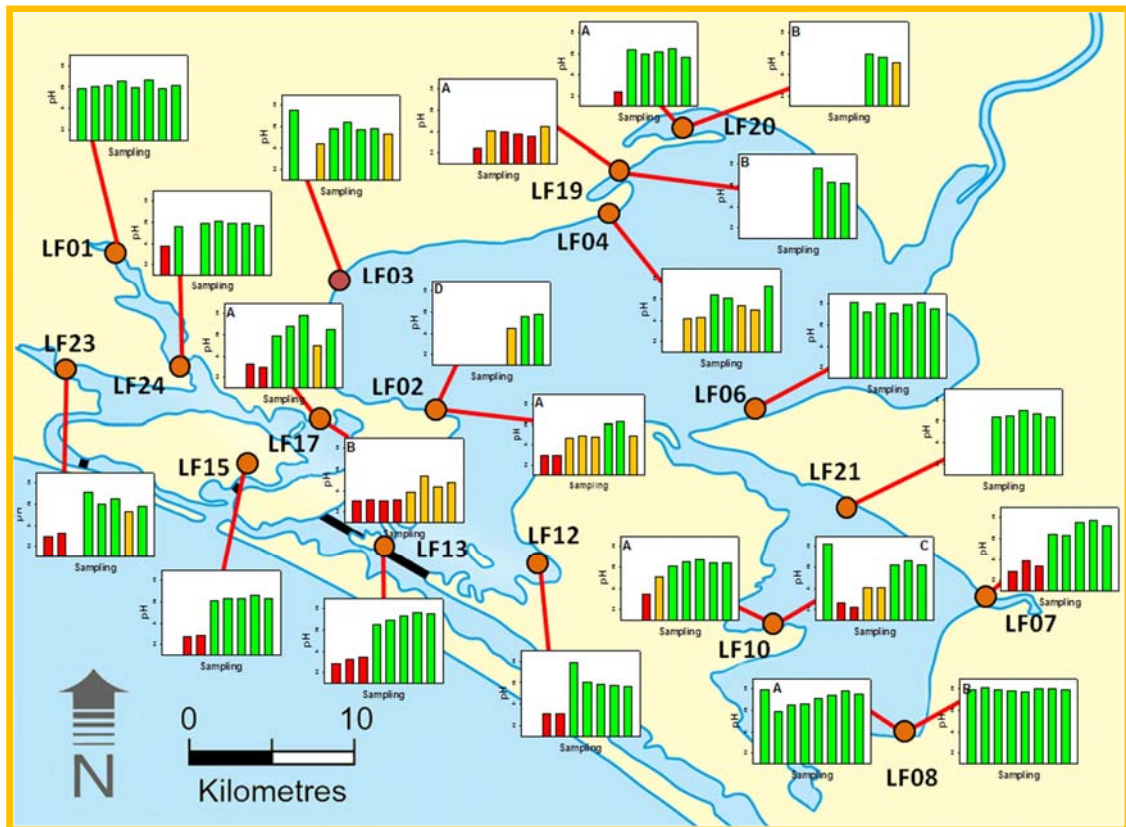 A
B
A
LF20
pH
Sampling
Sampling
pH
Sampling
pH
Sampling
pH
Sampling
LF19
B
pH
Sampling
LF04
LF01
pH
Sampling
LF03
D
pH
Sampling
A
pH
Sampling
pH
Sampling
pH
Sampling
LF23
LF24
LF02
LF06
LF17
A
pH
Sampling
LF15
B
pH
Sampling
pH
Sampling
LF21
pH
Sampling
LF13
LF12
A
pH
Sampling
C
pH
Sampling
pH
Sampling
LF07
LF10
pH
Sampling
pH
Sampling
pH
Sampling
A
pH
Sampling
B
pH
Sampling
LF08
0 10
Kilometres
N